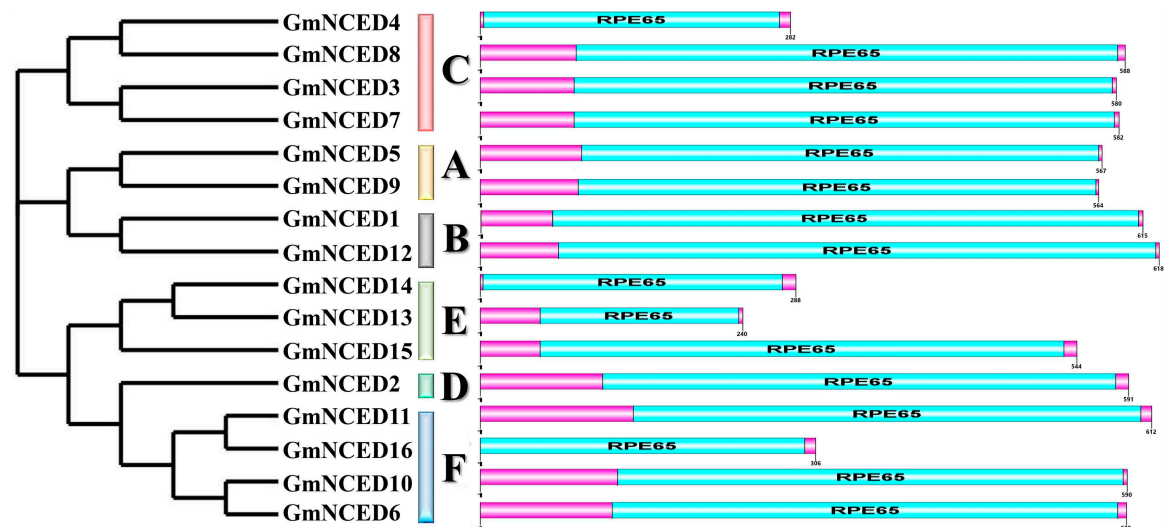 GmNCED4 RPE65 282
GmNCED8 RPE65 588
C
GmNCED3 RPE65 580
GmNCED7 RPE65 582
GmNCED5 RPE65 567
A
GmNCED9 RPE65 564
GmNCED1 RPE65 615
B
GmNCED12 RPE65 618
GmNCED14 RPE65 288
GmNCED13 RPE65 240
E
GmNCED15 RPE65 544
GmNCED2 D RPE65 591
GmNCED11 RPE65 612
GmNCED16 RPE65 306
F
GmNCED10 RPE65 590
GmNCED6 RPE65